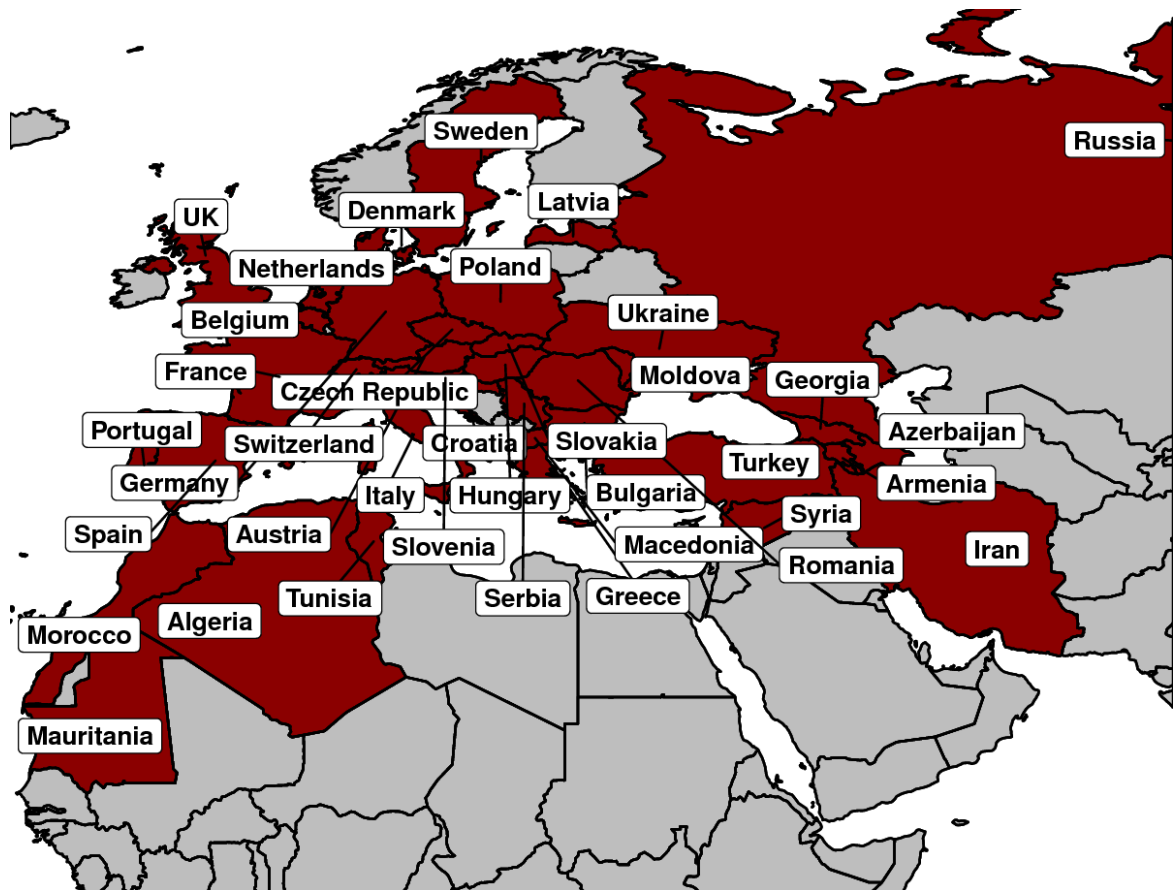 Sweden
Russia
Denmark
Latvia
UK
Netherlands
Poland
Belgium
Ukraine
France
Czech Republic
Moldova
Georgia
Portugal
Switzerland
Croatia
Slovakia
Azerbaijan
Turkey
Germany
Italy
Hungary
Bulgaria
Armenia
Spain
Austria
Slovenia
Macedonia
Syria
Iran
Romania
Tunisia
Serbia
Greece
Algeria
Morocco
Mauritania